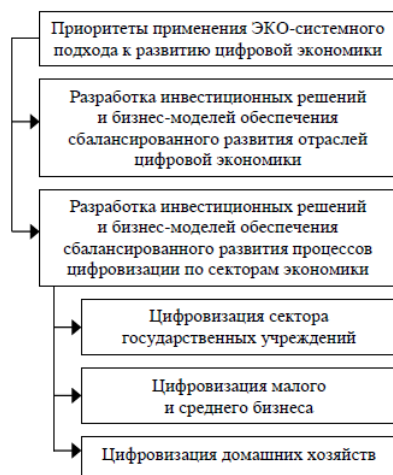 Приоритеты применения ЭКО-системного
подхода к развитию цифровой экономики
Разработка инвестиционных решений
и бизнес-моделей обеспечения
сбалансированного развития отраслей
цифровой экономики
Разработка инвестиционных решений
и бизнес-моделей обеспечения
сбалансированного развития процессов
цифровизации по секторам экономики
Цифровизация сектора
государственных учреждений
Цифровизация малого
и среднего бизнеса
Цифровизация домашних хозяйств